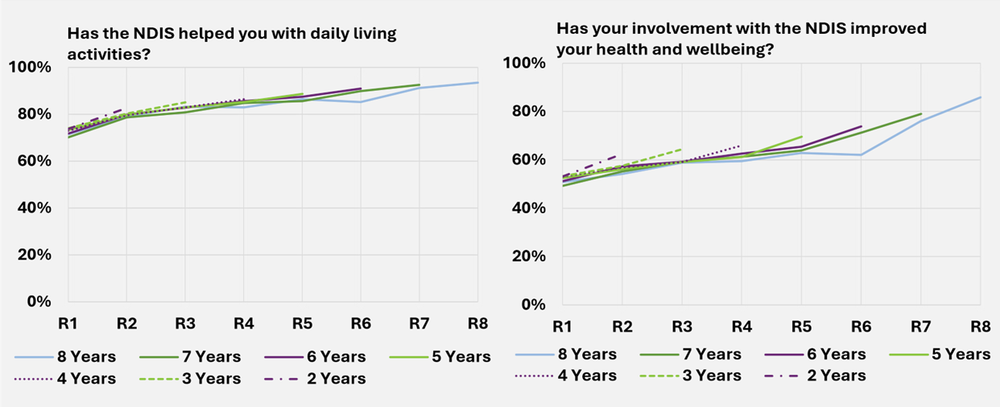 Has the NDIS helped you with daily living
activities?
100%
80%
60%
40%
20%
0%
R1 R2 R3 R4 R5 R6 R7 R8
8 Years 7 Years 6 Years 5 Years
4 Years 3 Years 2 Years
Has your involvement with the NDIS improved
your health and wellbeing?
100%
80%
60%
40%
20%
0%
R1 R2 R3 R4 R5 R6 R7 R8
8 Years 7 Years 6 Years 5 Years
4 Years 3 Years 2 Years